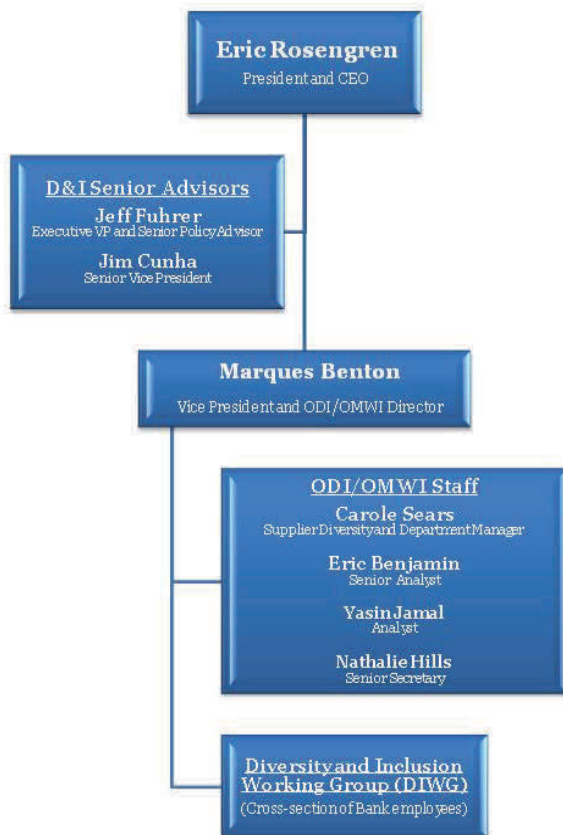 Eric Rosengren
President and CEO
D&I Senior Advisors
Jeff Fuhrer
Executive VP and Senior Policy Advisor
Jim Cunha
Senior Vice President
Marques Benton
Vice President and ODI/OMWI Director
ODI/OMWI Staff
Carole Sears
Supplier Diversity and Department Manager
Eric Benjamin
Senior Analyst
Yasin Jamal
Analyst
Nathalie Hills
Senior Secretary
Diversity and Inclusion
Working Group (DIWG)
(Cross-section of Bank employees)